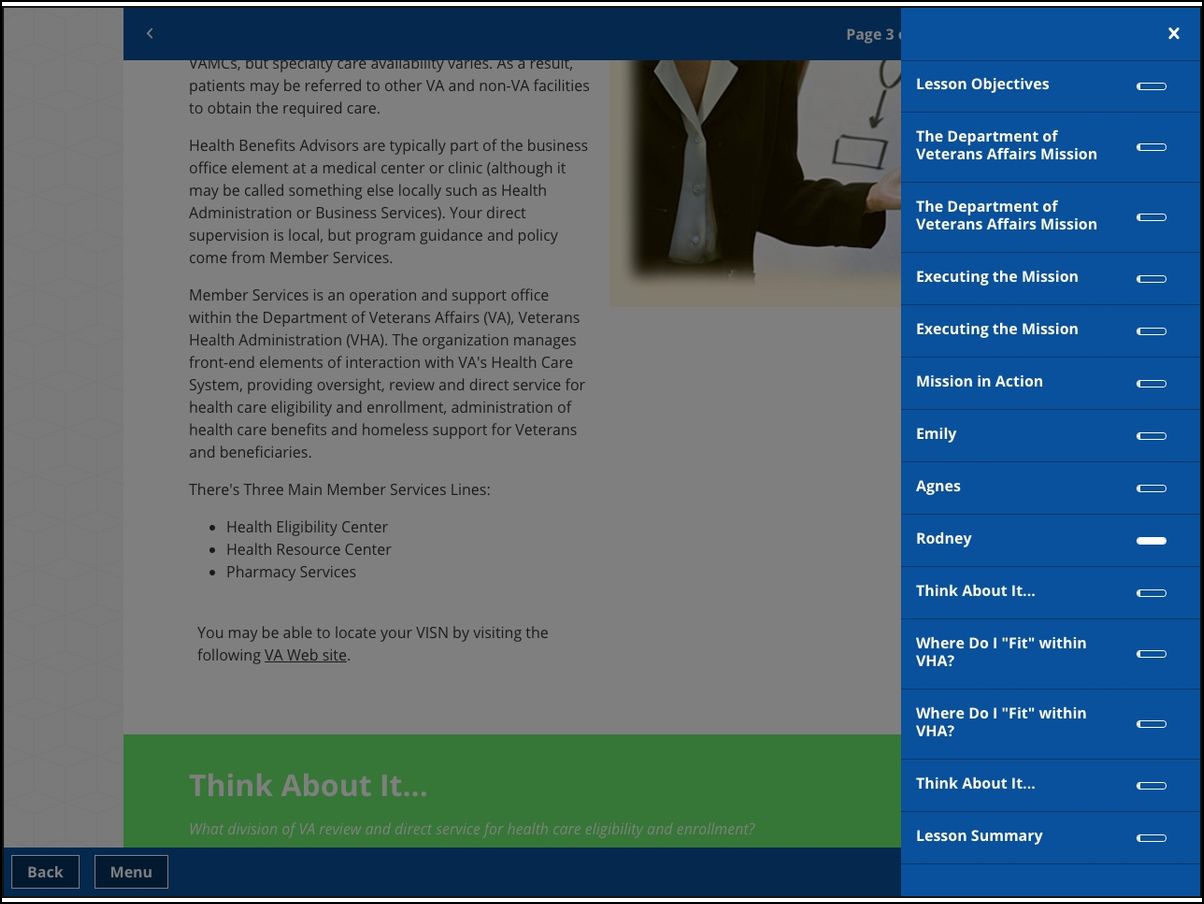 Page 3
VAMCs, but specialty care availability varies. As a result,
patients may be referred to other VA and non-VA facilities
to obtain the required care.
Health Benefits Advisors are typically part of the business
office element at a medical center or clinic (although it
may be called something else locally such as Health
Administration or Business Services). Your direct
supervision is local, but program guidance and policy
come from Member Services.
Member Services is an operation and support office
within the Department of Veterans Affairs (VA), Veterans
Health Administration (VHA). The organization manages
front-end elements of interaction with VA's Health Care
System, providing oversight, review and direct service for
health care eligibility and enrollment, administration of
health care benefits and homeless support for Veterans
and beneficiaries.
There's Three Main Member Services Lines:
• Health Eligibility Center
• Health Resource Center
• Pharmacy Services
You may be able to locate your VISN by visiting the
following VA Web site.
Think About It...
What division of VA review and direct service for health care eligibility and enrollment?
Back
Menu
Lesson Objectives
The Department of
Veterans Affairs Mission
The Department of
Veterans Affairs Mission
Executing the Mission
Executing the Mission
Mission in Action
Emily
Agnes
Rodney
Think About It...
Where Do I "Fit" within
VHA?
Where Do I "Fit" within
VHA?
Think About It...
Lesson Summary